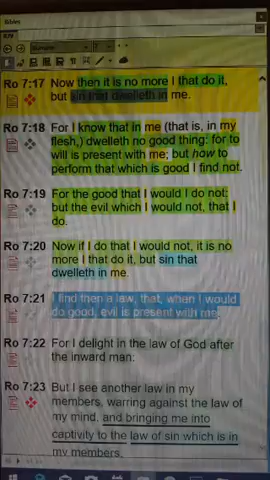 Bibles
KJV
Ro 7:17 Now then it is no more I that do it,
but sin that dwelleth in me.
Ro 7:18 For I know that in me (that is, in my
flesh,) dwelleth no good thing: for to
will is present with me; but how to
perform that which is good I find not.
Ro 7:19 For the good that I would I do not:
but the evil which I would not, that I
do.
Ro 7:20 Now if I do that I would not, it is no
more I that do it, but sin that
dwelleth in me.
Ro 7:21 I find then a law, that, when I would
do good, evil is present with me.
Ro 7:22 For I delight in the law of God after
the inward man:
Ro 7:23 But I see another law in my
members, warring against the law of
my mind, and bringing me into
captivity to the law of sin which is in
my members.